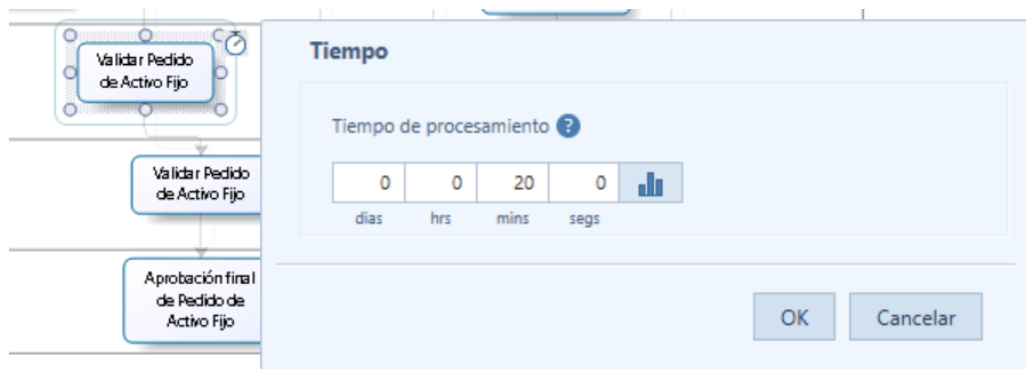 Validar Pedido
de Activo Fijo
Validar Pedido
de Activo Fijo
Aprobación final
de Pedido de
Activo Fijo
Tiempo
Tiempo de procesamiento ?
0 0 20 0
dias hrs mins segs
OK Cancelar